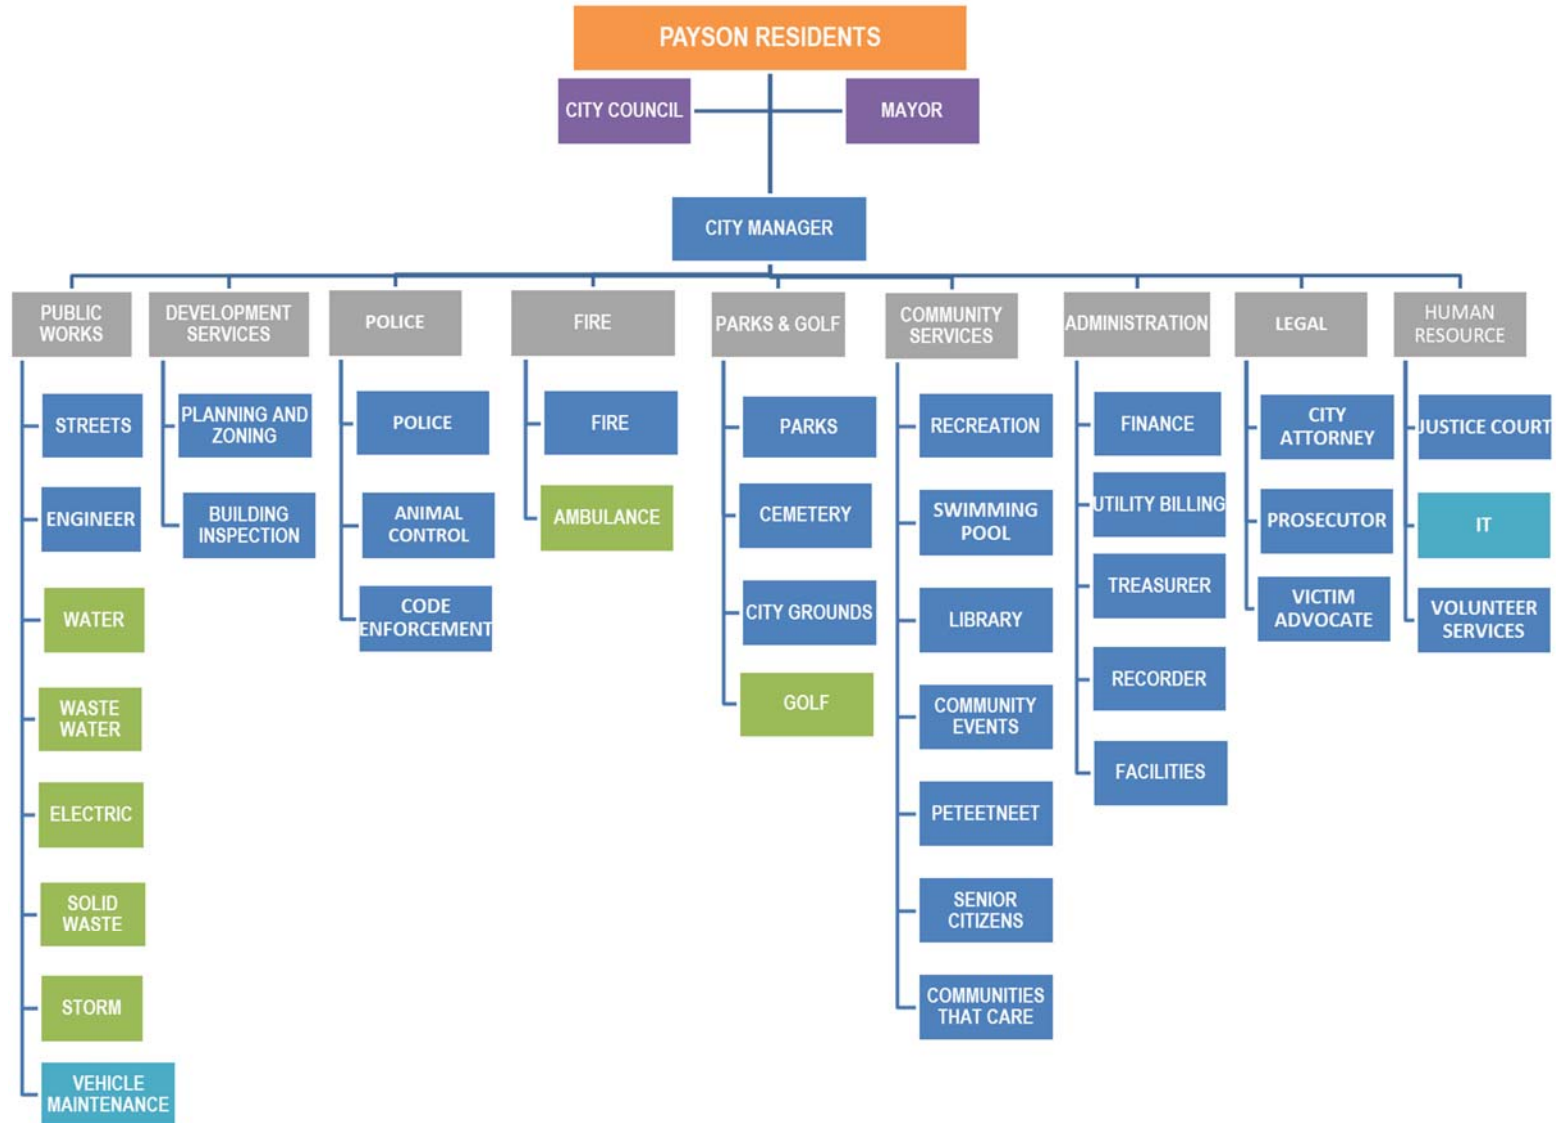 PAYSON RESIDENTS
CITY COUNCIL
MAYOR
CITY MANAGER
PUBLIC
WORKS
DEVELOPMENT
SERVICES
POLICE
FIRE
PARKS & GOLF
COMMUNITY
SERVICES
ADMINISTRATION
LEGAL
HUMAN
RESOURCE
STREETS
ENGINEER
WATER
WASTE
WATER
ELECTRIC
SOLID
WASTE
STORM
VEHICLE
MAINTENANCE
PLANNING AND
ZONING
BUILDING
INSPECTION
POLICE
ANIMAL
CONTROL
CODE
ENFORCEMENT
FIRE
AMBULANCE
PARKS
CEMETERY
CITY GROUNDS
GOLF
RECREATION
SWIMMING
POOL
LIBRARY
COMMUNITY
EVENTS
PETEETNEET
SENIOR
CITIZENS
COMMUNITIES
THAT CARE
FINANCE
UTILITY BILLING
TREASURER
RECORDER
FACILITIES
CITY
ATTORNEY
PROSECUTOR
VICTIM
ADVOCATE
JUSTICE COURT
IT
VOLUNTEER
SERVICES